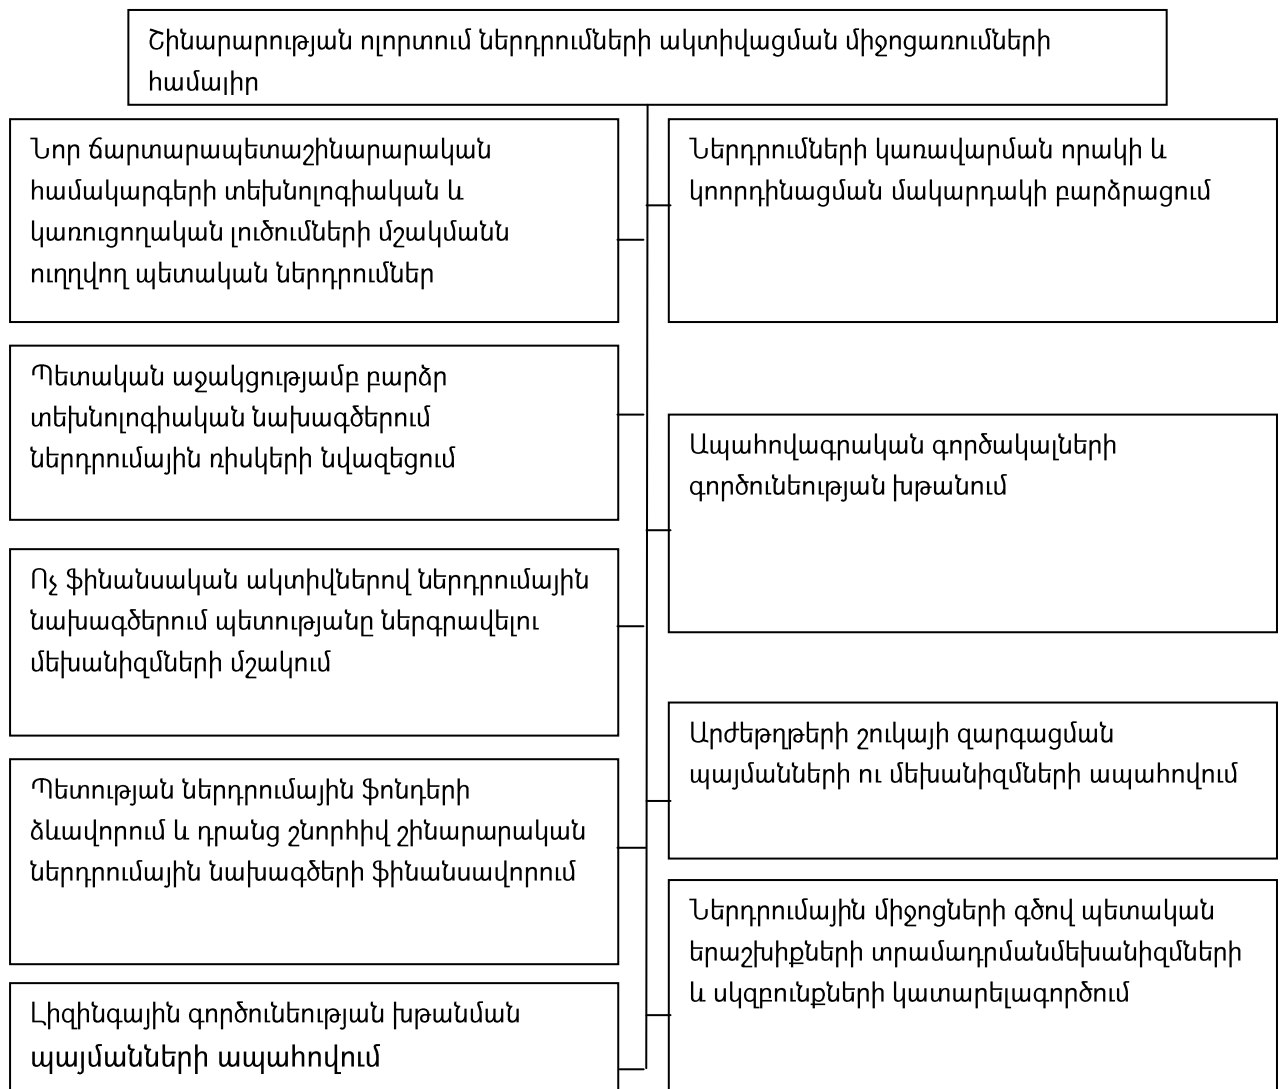 Շինարարության ոլորտում ներդրումների ակտիվացման միջոցառումների
համալիր
Նոր ճարտարապետաշինարարական
համակարգերի տեխնոլոգիական և
կառուցողական լուծումների մշակմանն
ուղղվող պետական ներդրումներ
Պետական աջակցությամբ բարձր
տեխնոլոգիական նախագծերում
ներդրումային ռիսկերի նվազեցում
Ոչ ֆինանսական ակտիվներով ներդրումային
նախագծերում պետությանը ներգրավելու
մեխանիզմների մշակում
Պետության ներդրումային ֆոնդերի
ձևավորում և դրանց շնորհիվ շինարարական
ներդրումային նախագծերի ֆինանսավորում
Լիզինգային գործունեության խթանման
պայմանների ապահովում
Ներդրումների կառավարման որակի և
կոորդինացման մակարդակի բարձրացում
Ապահովագրական գործակալների
գործունեության խթանում
Արժեթղթերի շուկայի զարգացման
պայմանների ու մեխանիզմների ապահովում
Ներդրումային միջոցների գծով պետական
երաշխիքների տրամադրմանմեխանիզմների
և սկզբունքների կատարելագործում